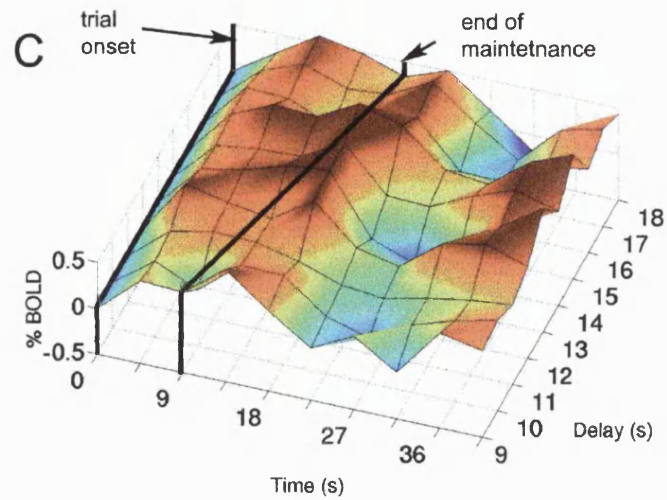 C
trial
onset
end of
maintetnance
% BOLD
0.5
0
-0.5
0
9
18
27
36
Time (s)
9
10
11
12
13
14
15
16
17
18
Delay (s)